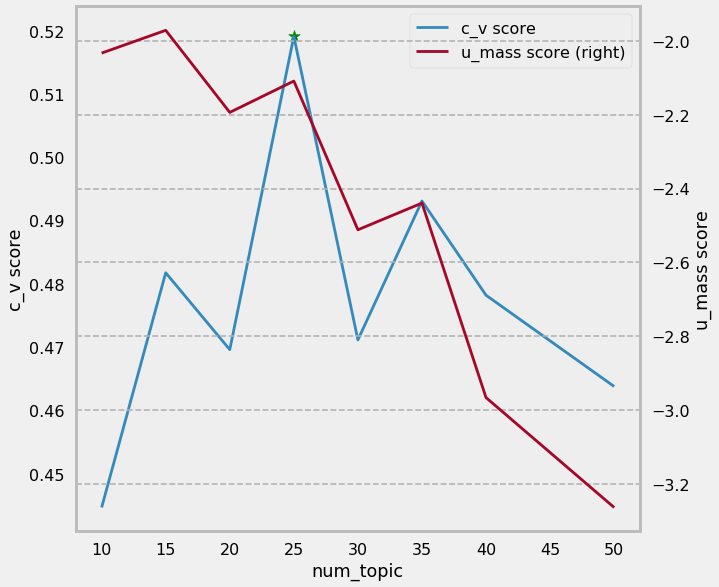 c_v score
u_mass score (right)
0.52
0.51
0.50
0.49
0.48
0.47
0.46
0.45
c_v score
−2.0
−2.2
−2.4
−2.6
−2.8
−3.0
−3.2
u_mass score
10 15 20 25 30 35 40 45 50
num_topic